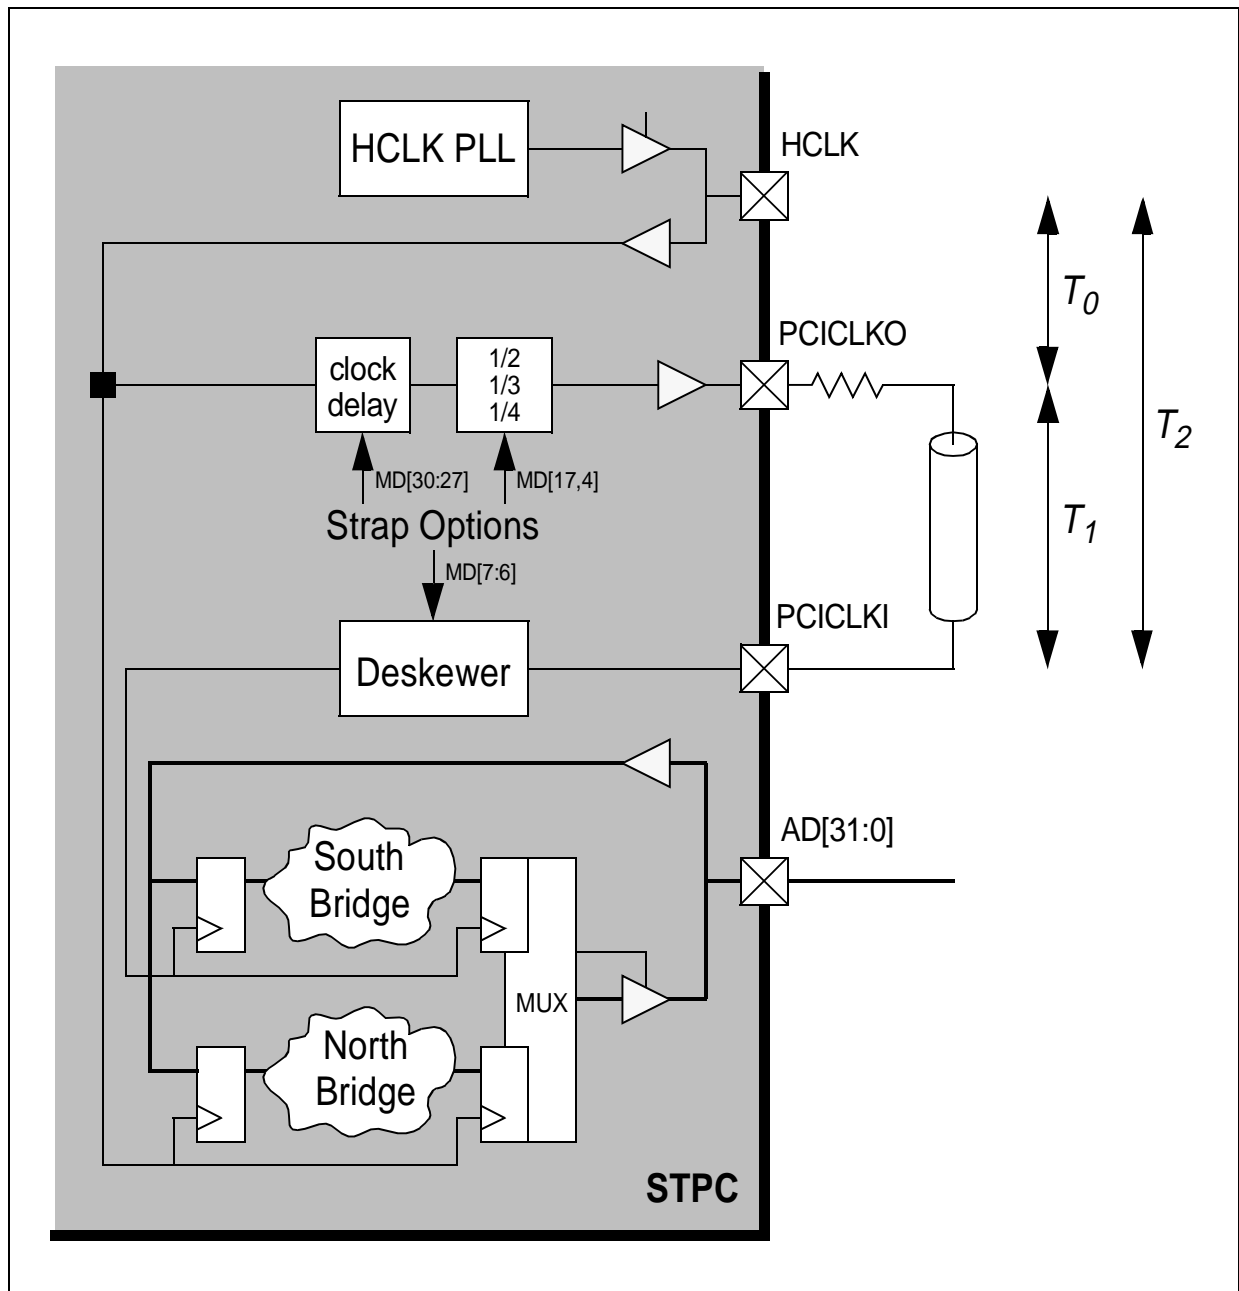 HCLK PLL
HCLK
T0
PCICLKO
clock
delay
1/2
1/3
1/4
T2
MD[30:27]
MD[17,4]
Strap Options
T1
MD[7:6]
PCICLKI
Deskewer
AD[31:0]
South
Bridge
MUX
North
Bridge
STPC